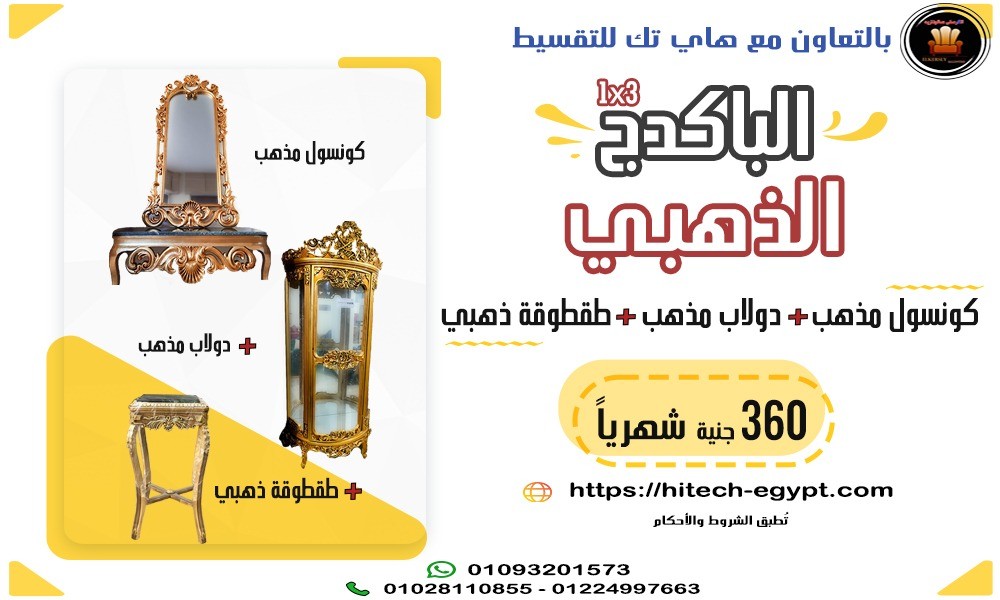 بالتعاون مع هاي تك للتقسيط
الباكدج 1x3
الذهبي
كونسول مذهب + دولاب مذهب + طقطوقة ذهبي
360 جنية شهرياً
https://hitech-egypt.com
تُطبق الشروط والأحكام
كونسول مذهب
+ دولاب مذهب
+ طقطوقة ذهبي
01093201573
01028110855 - 01224997663